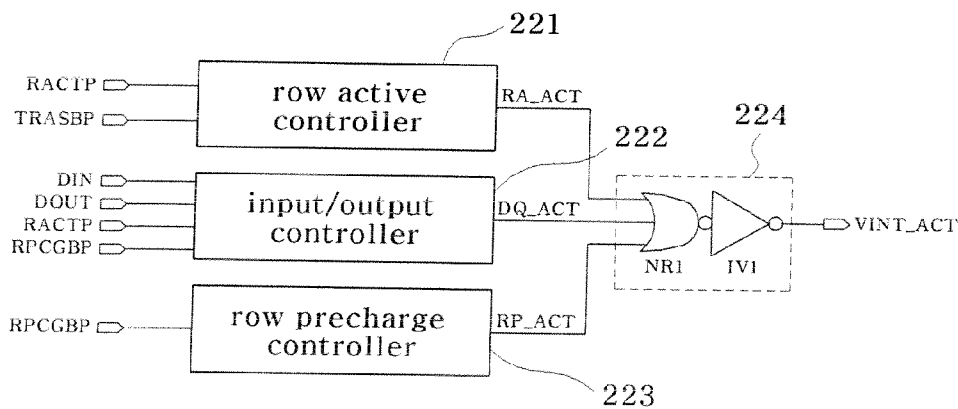 221
RACTP
TRASBP
row active
controller
RA_ACT
224
222
DIN
DOUT
RACTP
RPCGBP
input/output
controller
DQ_ACT
VINT_ACT
NR1
IV1
RPCGBP
row precharge
controller
RP_ACT
223